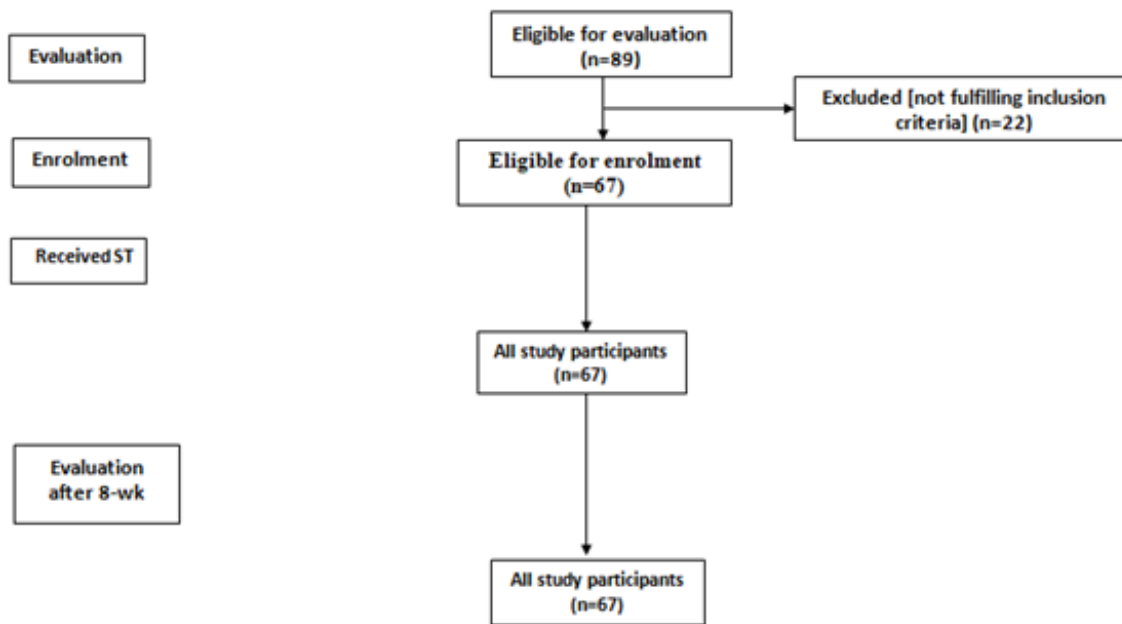 Evaluation
Eligible for evaluation
(n=89)
Excluded [not fulfilling inclusion
criteria] (n=22)
Enrolment
Eligible for enrolment
(n=67)
Received ST
All study participants
(n=67)
Evaluation
after 8-wk
All study participants
(n=67)